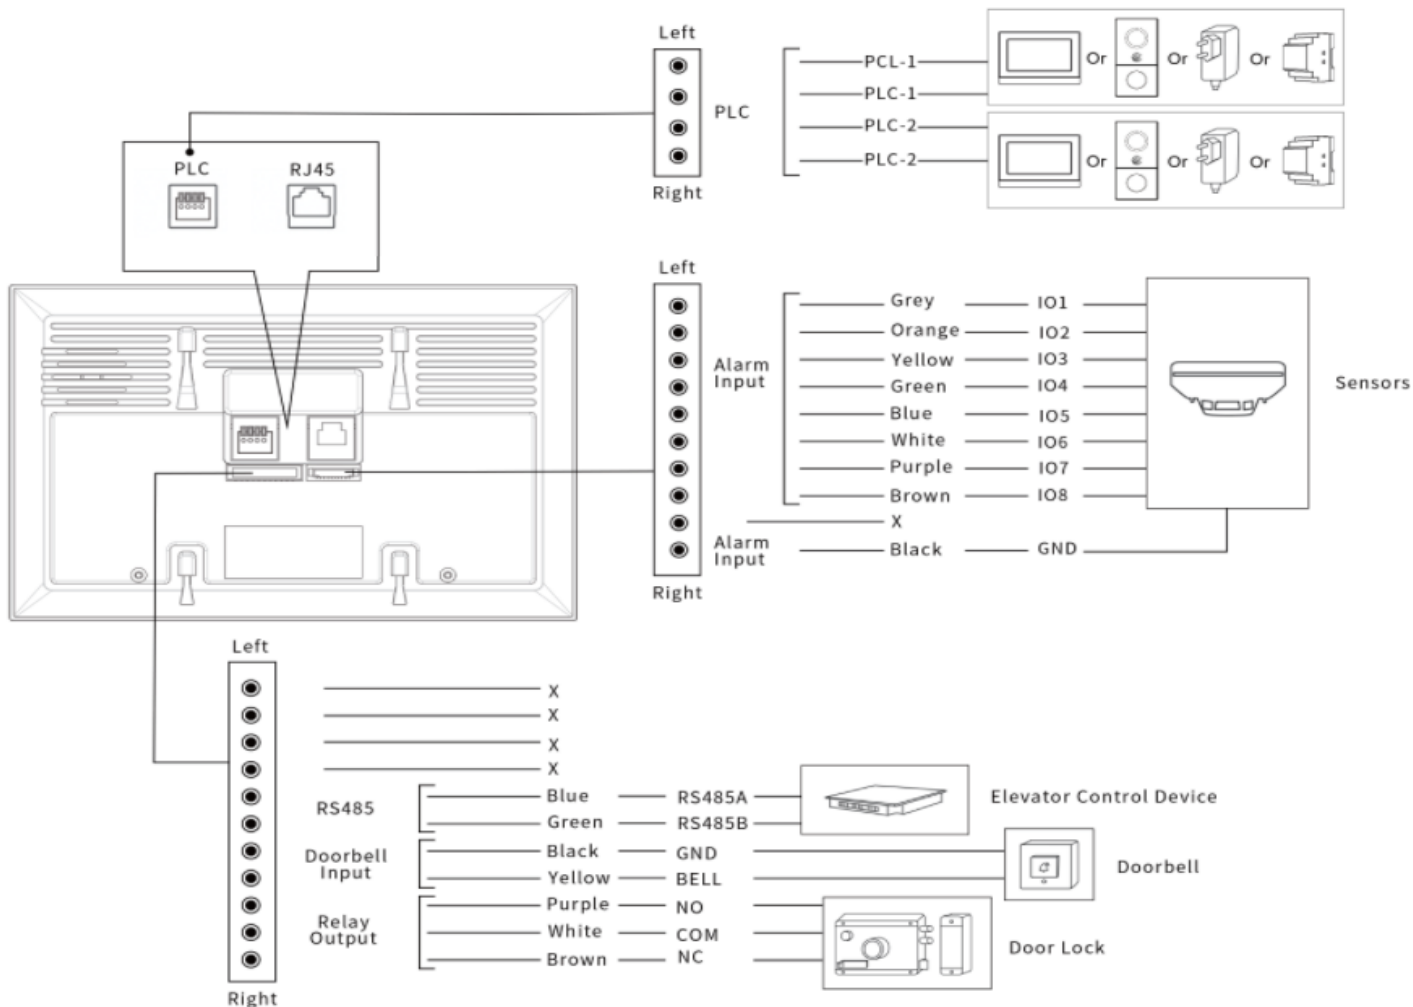 Left
PCL-1
Or Or Or
PLC
PLC-1
PLC-2
PLC-2
Or Or Or
Right
PLC RJ45
Left
Grey IO1
Orange IO2
Alarm
Input
Yellow IO3
Green IO4
Sensors
Blue IO5
White IO6
Purple IO7
Brown IO8
X
Alarm
Input
Black GND
Right
Left
X
X
X
X
RS485
Blue RS485A
Elevator Control Device
Green RS485B
Doorbell
Input
Black GND
Doorbell
Yellow BELL
Relay
Output
Purple NO
White COM
Door Lock
Brown NC
Right